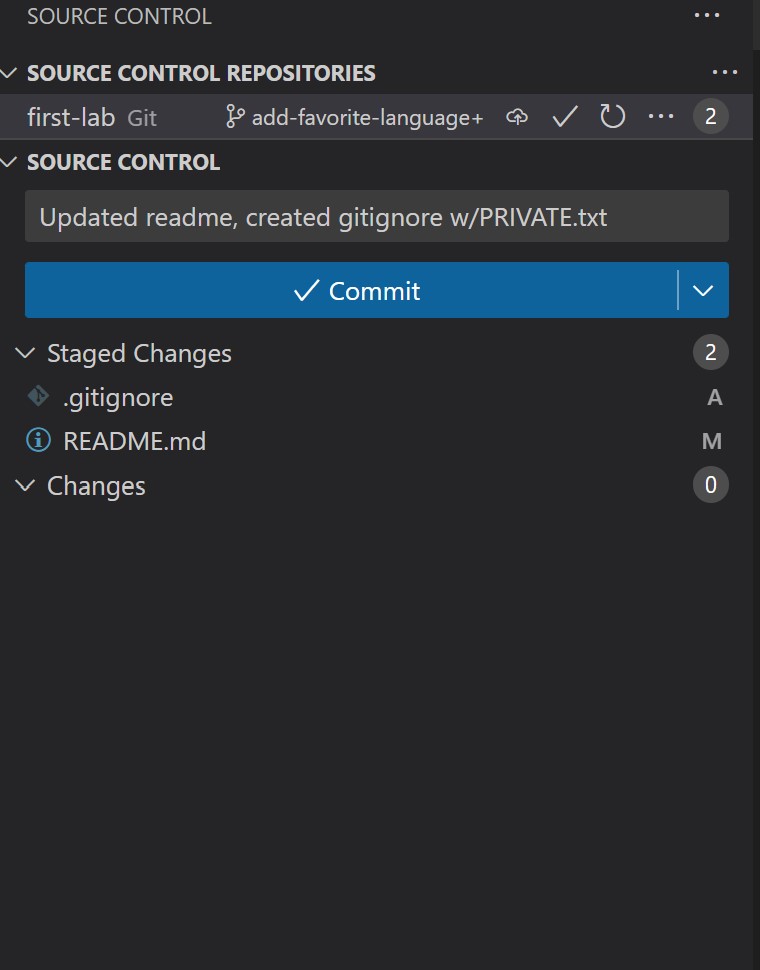 SOURCE CONTROL
SOURCE CONTROL REPOSITORIES
first-lab Git add-favorite-language+ 2
SOURCE CONTROL
Updated readme, created gitignore w/PRIVATE.txt
Commit
Staged Changes 2
.gitignore A
README.md M
Changes 0